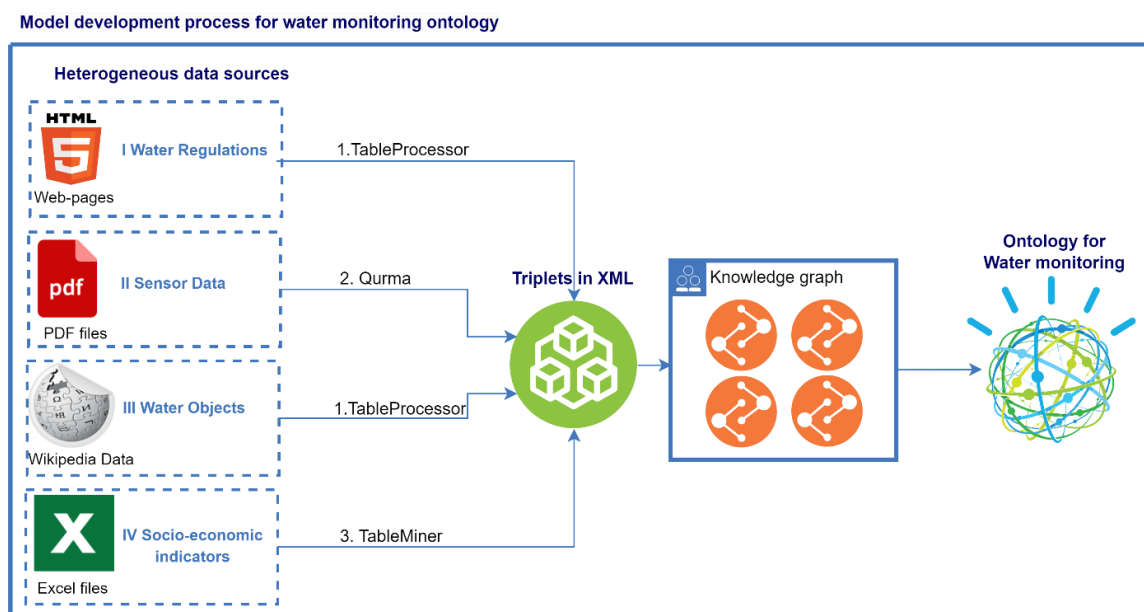 Model development process for water monitoring ontology
Heterogeneous data sources
HTML
5
I Water Regulations
Web-pages
1.TableProcessor
pdf
II Sensor Data
PDF files
2. Qurma
III Water Objects
Wikipedia Data
1.TableProcessor
X
IV Socio-economic
indicators
Excel files
3. TableMiner
Triplets in XML
Knowledge graph
Ontology for
Water monitoring